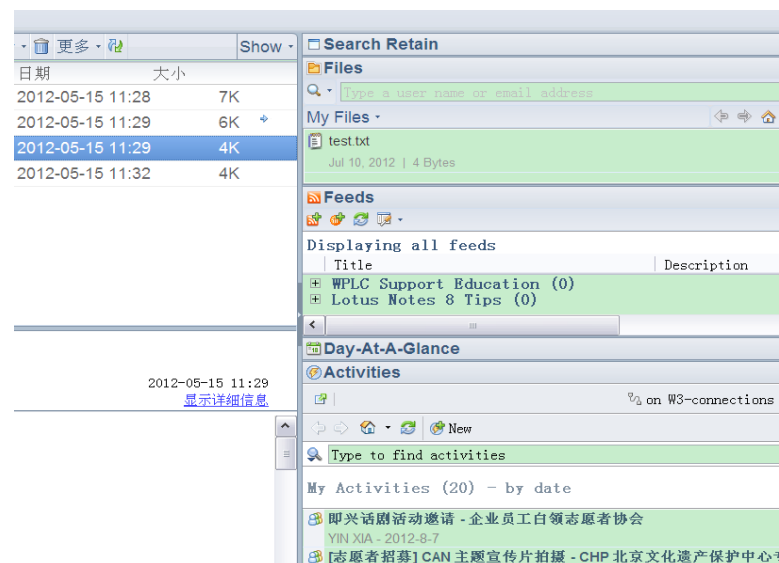 更多
Show
日期 大小
2012-05-15 11:28 7K
2012-05-15 11:29 6K
2012-05-15 11:29 4K
2012-05-15 11:32 4K
2012-05-15 11:29
显示详细信息
Search Retain
Files
Type a user name or email address
My Files
test.txt
Jul 10, 2012 | 4 Bytes
Feeds
Displaying all feeds
Title Description
WPLC Support Education (0)
Lotus Notes 8 Tips (0)
Day-At-A-Glance
Activities
on W3-connections
New
Type to find activities
My Activities (20) - by date
即兴话剧活动邀请 - 企业员工白领志愿者协会
YIN XIA - 2012-8-7
[志愿者招募] CAN 主题宣传片拍摄 - CHP 北京文化遗产保护中心